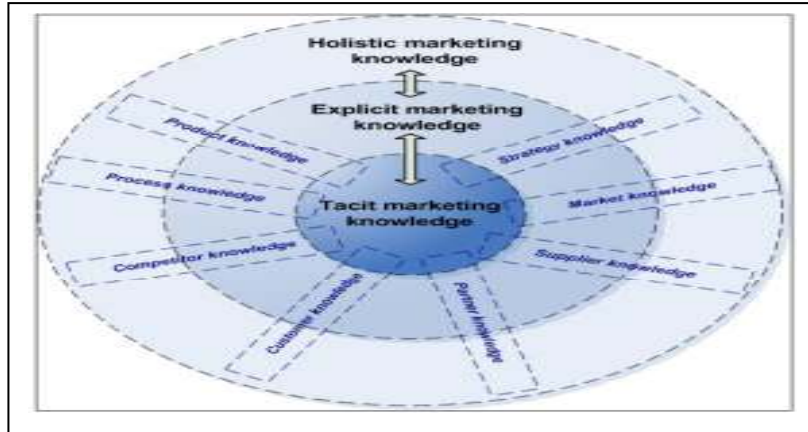 Holistic marketing
knowledge
Explicit marketing
knowledge
Product knowledge
Strategy knowledge
Process knowledge
Market knowledge
Tacit marketing
knowledge
Competitor knowledge
Supplier knowledge
Customer knowledge
Partner knowledge